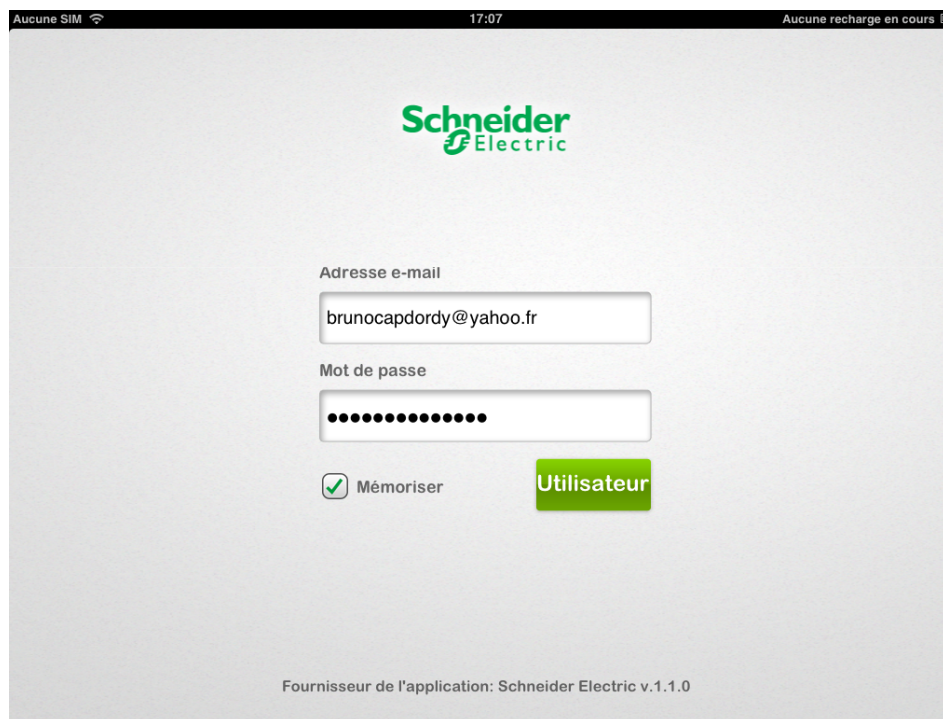 Aucune SIM 17:07 Aucune recharge en cours
Schneider
Electric
Adresse e-mail
brunocapdordy@yahoo.fr
Mot de passe
●●●●●●●●●●●●●●
Mémoriser Utilisateur
Fournisseur de l'application: Schneider Electric v.1.1.0